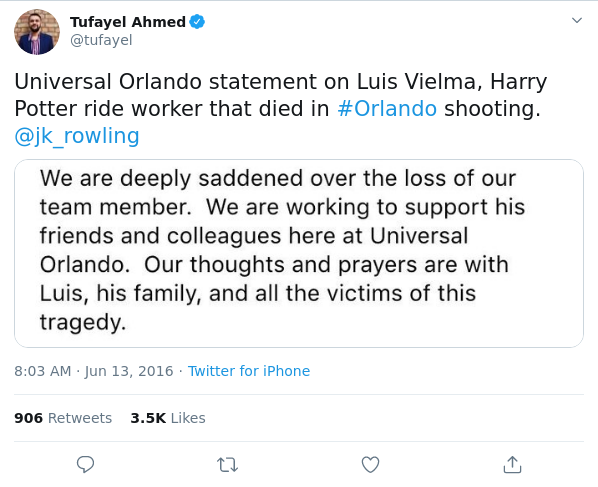 Tufayel Ahmed
@tufayel
Universal Orlando statement on Luis Vielma, Harry
Potter ride worker that died in #Orlando shooting.
@jk_rowling
We are deeply saddened over the loss of our
team member.  We are working to support his
friends and colleagues here at Universal
Orlando.  Our thoughts and prayers are with
Luis, his family, and all the victims of this
tragedy.
8:03 AM · Jun 13, 2016 · Twitter for iPhone
906 Retweets 3.5K Likes